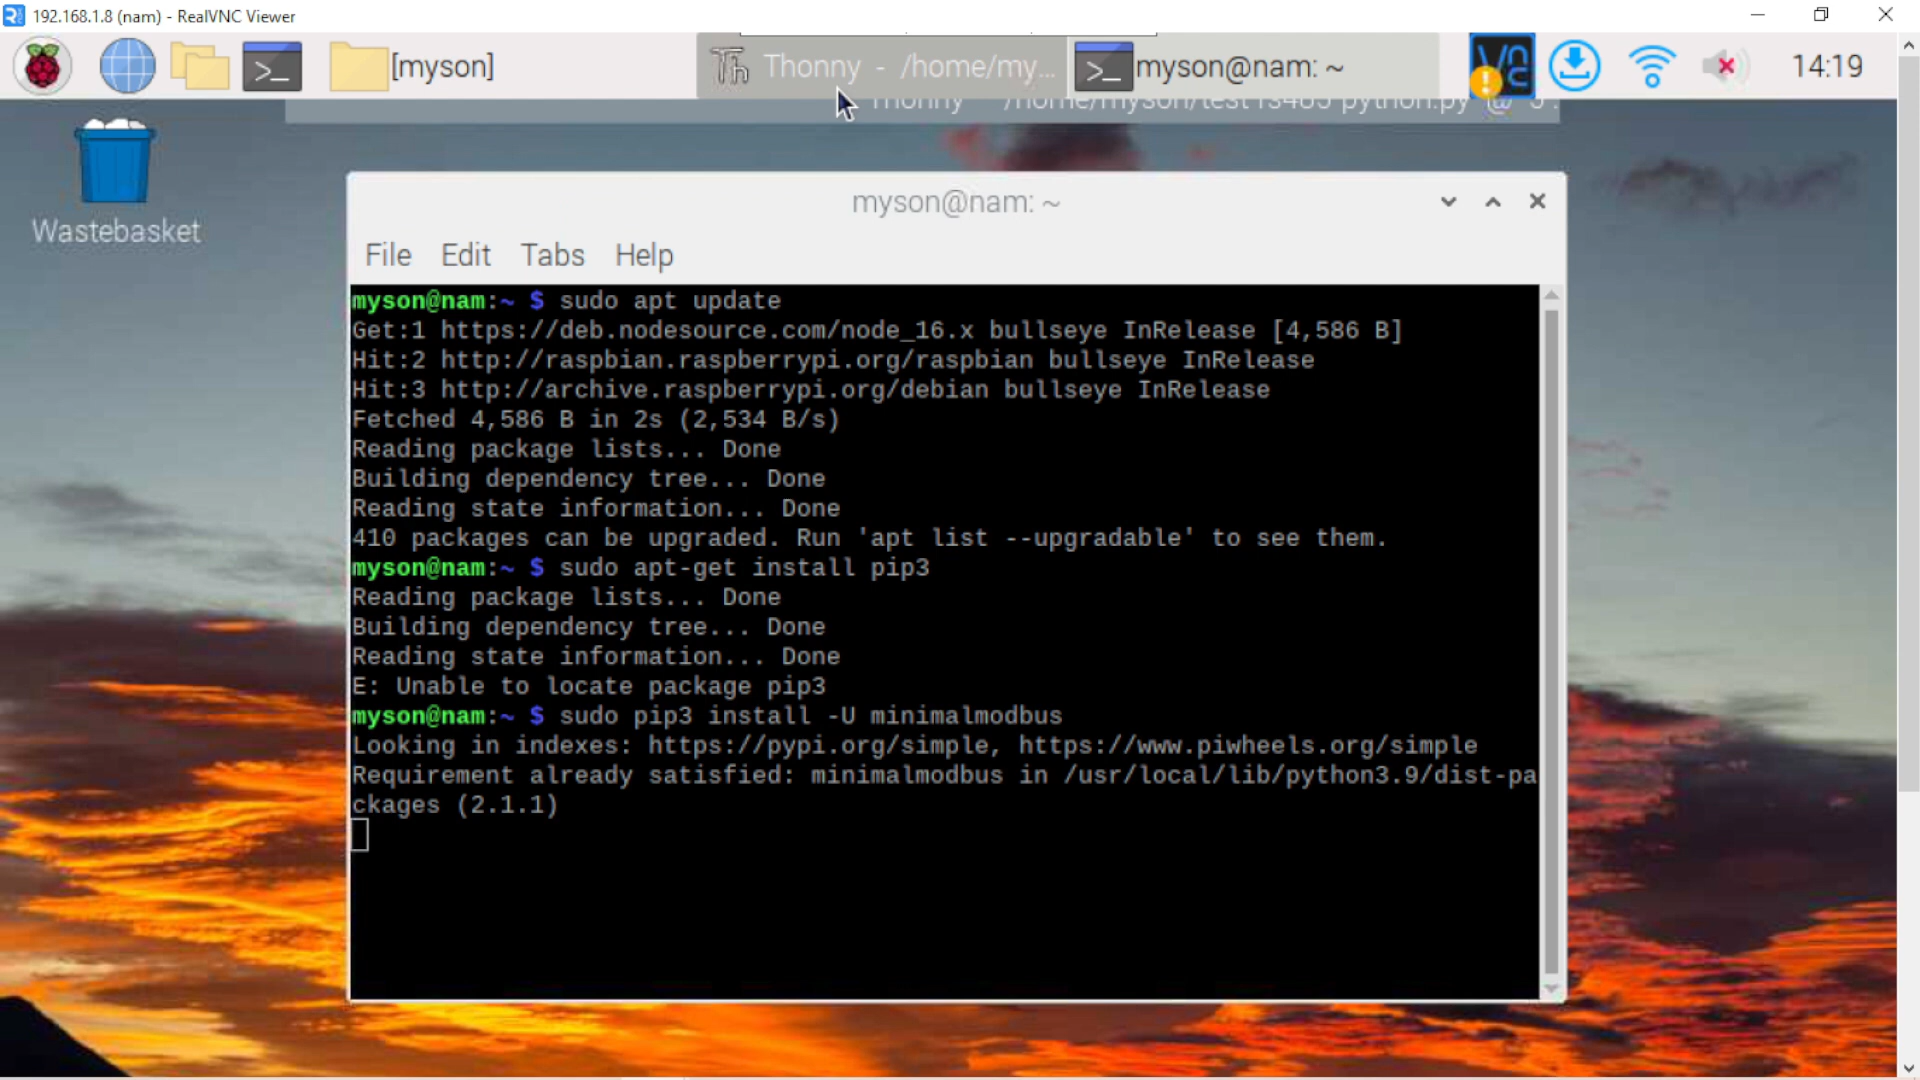 192.168.1.8 (nam) - RealVNC Viewer
[myson]
Thonny - /home/my...
myson@nam: ~
14:19
Thonny - /home/myson/test rs485 python.py @ 
Wastebasket
myson@nam: ~
File Edit Tabs Help
myson@nam:~ $ sudo apt update
Get:1 https://deb.nodesource.com/node_16.x bullseye InRelease [4,586 B]
Hit:2 http://raspbian.raspberrypi.org/raspbian bullseye InRelease
Hit:3 http://archive.raspberrypi.org/debian bullseye InRelease
Fetched 4,586 B in 2s (2,534 B/s)
Reading package lists... Done
Building dependency tree... Done
Reading state information... Done
410 packages can be upgraded. Run 'apt list --upgradable' to see them.
myson@nam:~ $ sudo apt-get install pip3
Reading package lists... Done
Building dependency tree... Done
Reading state information... Done
E: Unable to locate package pip3
myson@nam:~ $ sudo pip3 install -U minimalmodbus
Looking in indexes: https://pypi.org/simple, https://www.piwheels.org/simple
Requirement already satisfied: minimalmodbus in /usr/local/lib/python3.9/dist-pa
ckages (2.1.1)